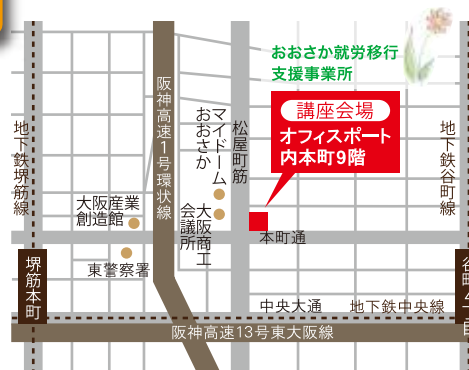 おおさか就労移行
支援事業所
講座会場
オフィスポート
内本町9階
阪神高速1号環状線
マイドーム
おおさか
松屋町筋
地下鉄堺筋線
地下鉄谷町線
大阪産業
創造館
大阪商工
会議所
本町通
東警察署
堺筋本町
中央大通
地下鉄中央線
阪神高速13号東大阪線